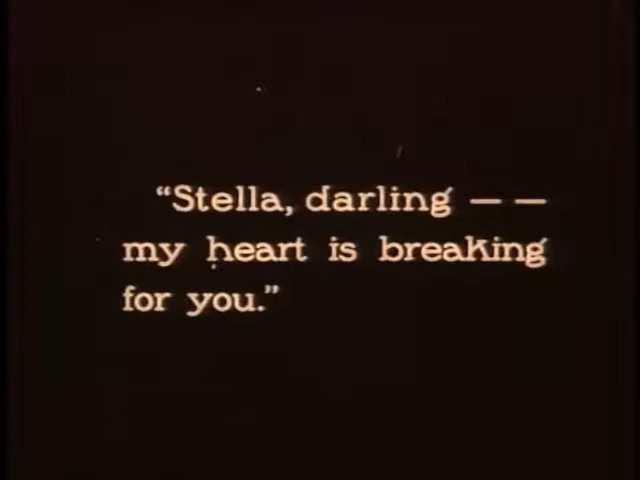 “Stella, darling — —
my heart is breaking
for you.”